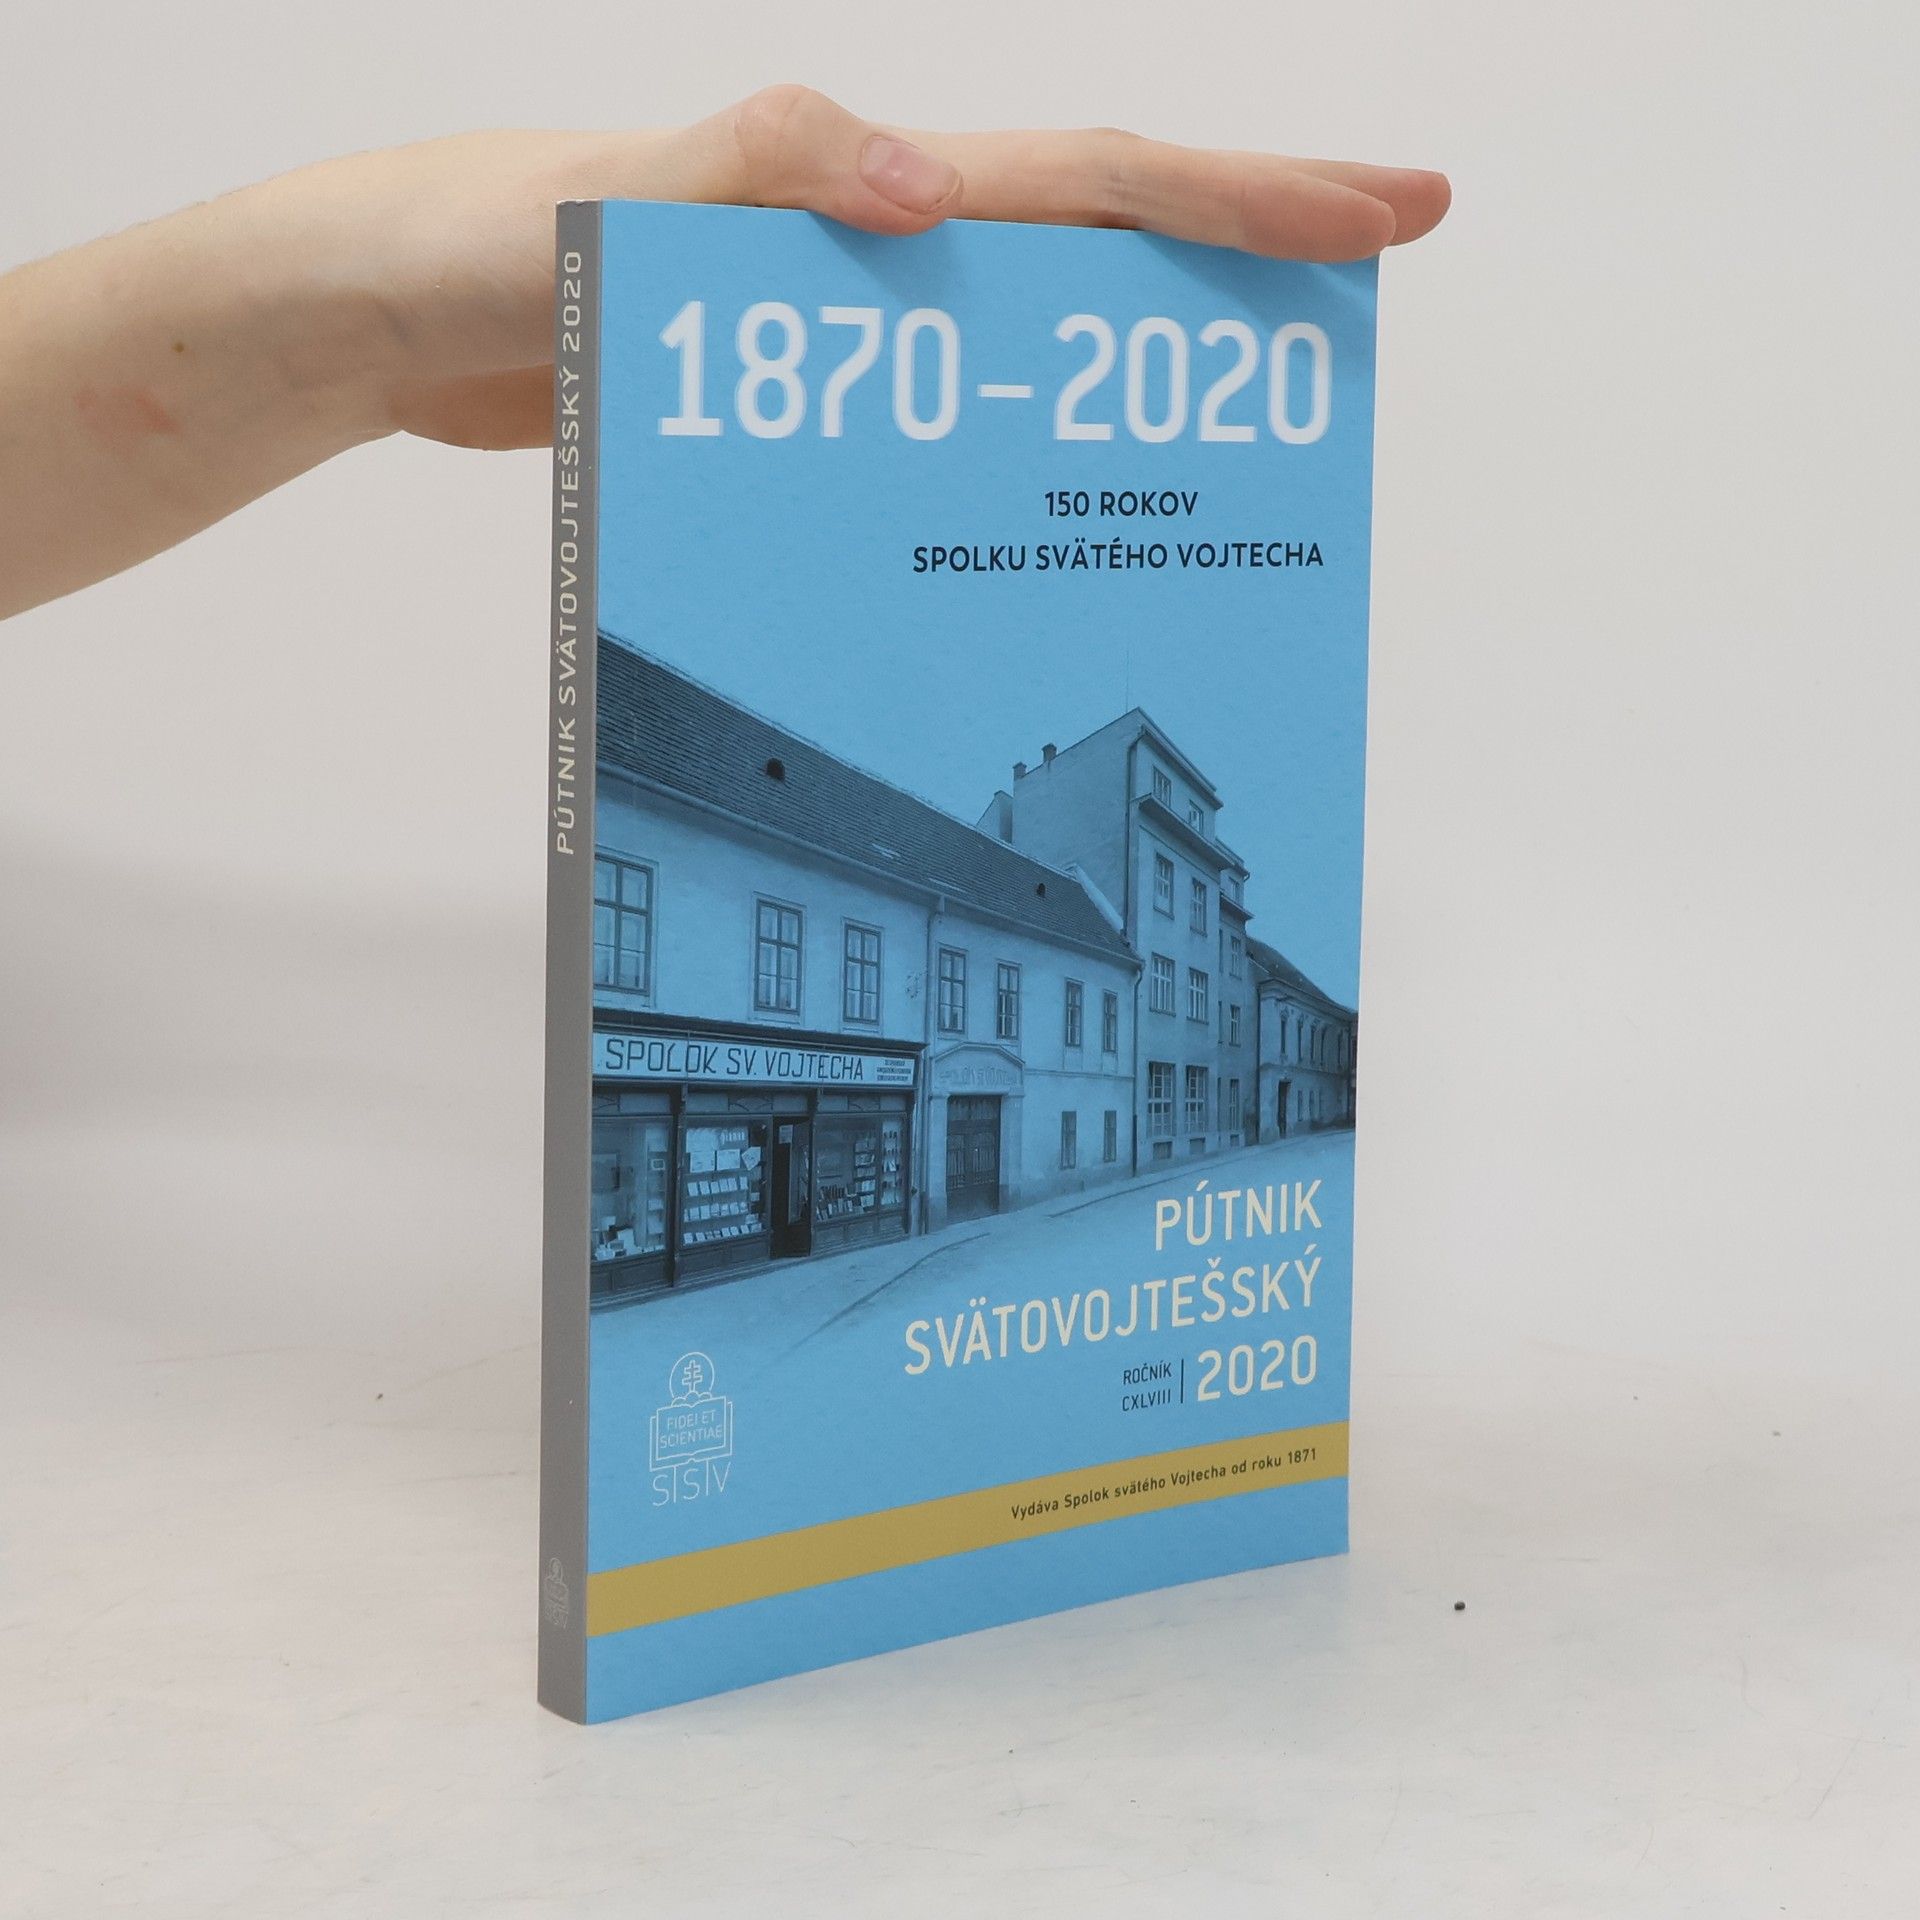 PÚTNIK SVÄTOVOJTEŠSKÝ 2020
1870–2020
150 ROKOV
SPOLKU SVÄTÉHO VOJTECHA
SPOLOK SV. VOJTECHA
PÚTNIK
SVÄTOVOJTEŠSKÝ
ROČNÍK
CXLVIII
2020
FIDEI ET
SCIENTIAE
SSV
Vydáva Spolok svätého Vojtecha od roku 1871